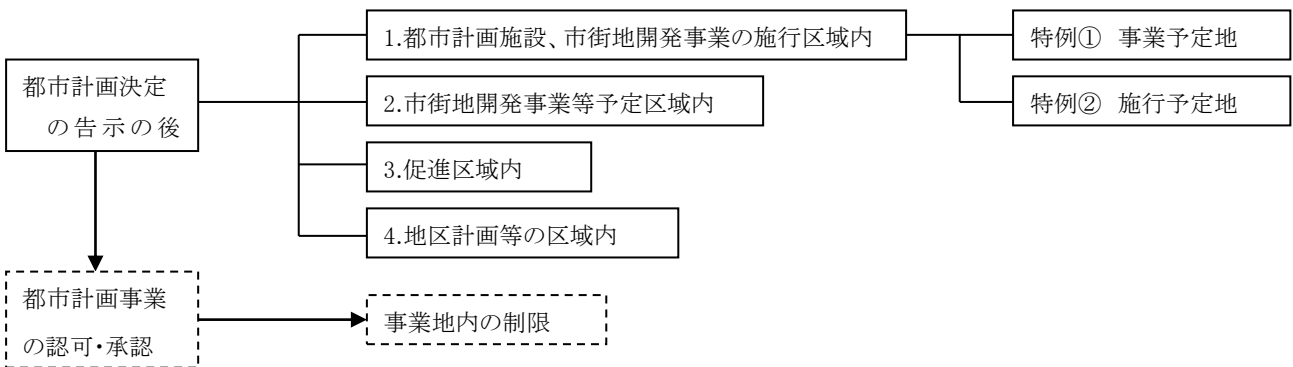 1.都市計画施設、市街地開発事業の施行区域内
特例① 事業予定地
都市計画決定
の告示の後
2.市街地開発事業等予定区域内
特例② 施行予定地
3.促進区域内
4.地区計画等の区域内
都市計画事業
の認可・承認
事業地内の制限